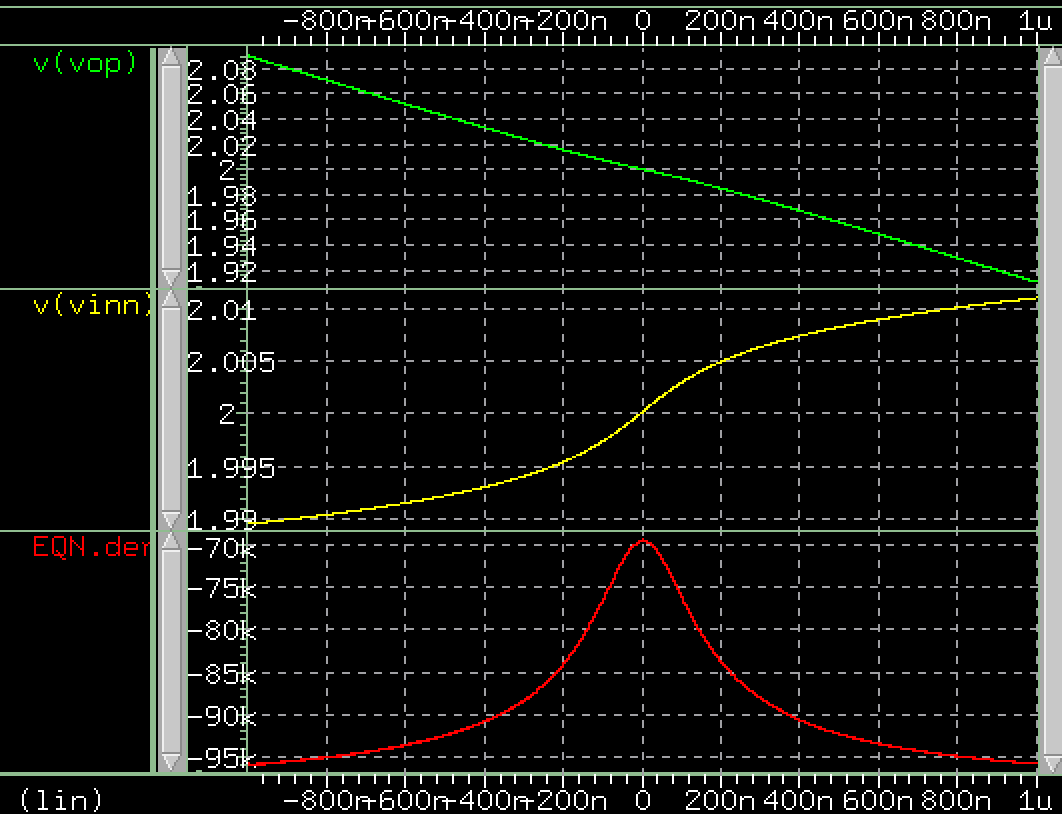 -800n -600n -400n -200n 0 200n 400n 600n 800n 1u
v(vop)
2.08
2.06
2.04
2.02
2
1.98
1.96
1.94
1.92
v(vinn)
2.01
2.005
2
1.995
1.99
EQN.der
-70k
-75k
-80k
-85k
-90k
-95k
(lin) -800n -600n -400n -200n 0 200n 400n 600n 800n 1u